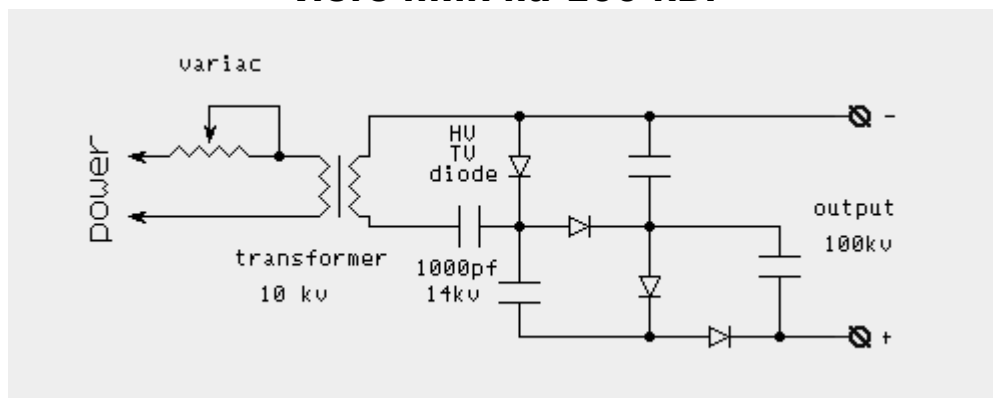 variac
-
HV
TV
diode
power
output
100kv
transformer
10 kv
1000pf
14kv
+